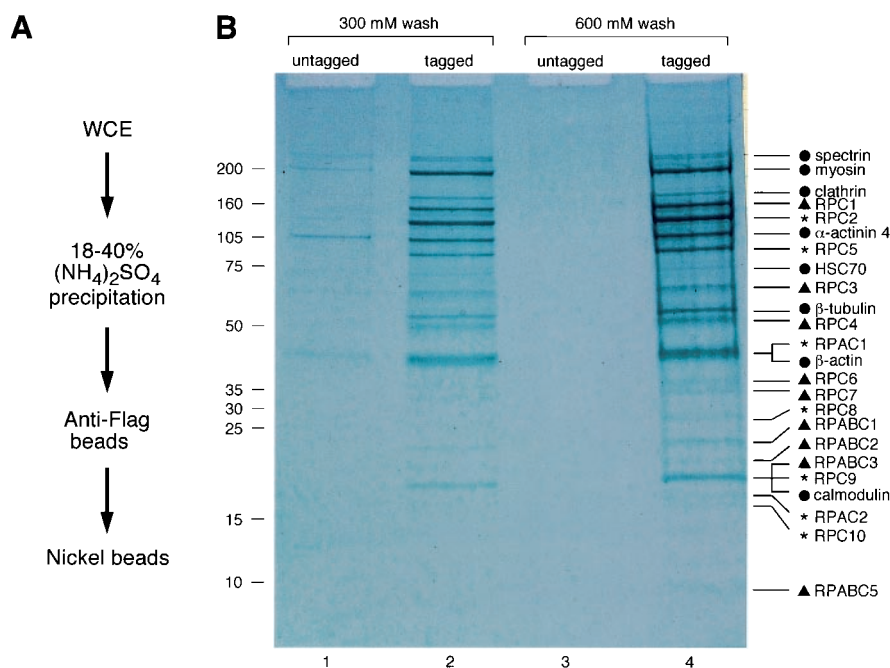 A
B
300 mM wash
600 mM wash
untagged
tagged
untagged
tagged
WCE
18-40%
(NH4)2SO4
precipitation
Anti-Flag
beads
Nickel beads
200
160
105
75
50
35
30
25
15
10
● spectrin
● myosin
● clathrin
▲ RPC1
* RPC2
● α-actinin 4
* RPC5
● HSC70
▲ RPC3
● β-tubulin
▲ RPC4
* RPAC1
● β-actin
▲ RPC6
▲ RPC7
* RPC8
▲ RPABC1
▲ RPABC2
▲ RPABC3
* RPC9
● calmodulin
* RPAC2
* RPC10
▲ RPABC5
1
2
3
4